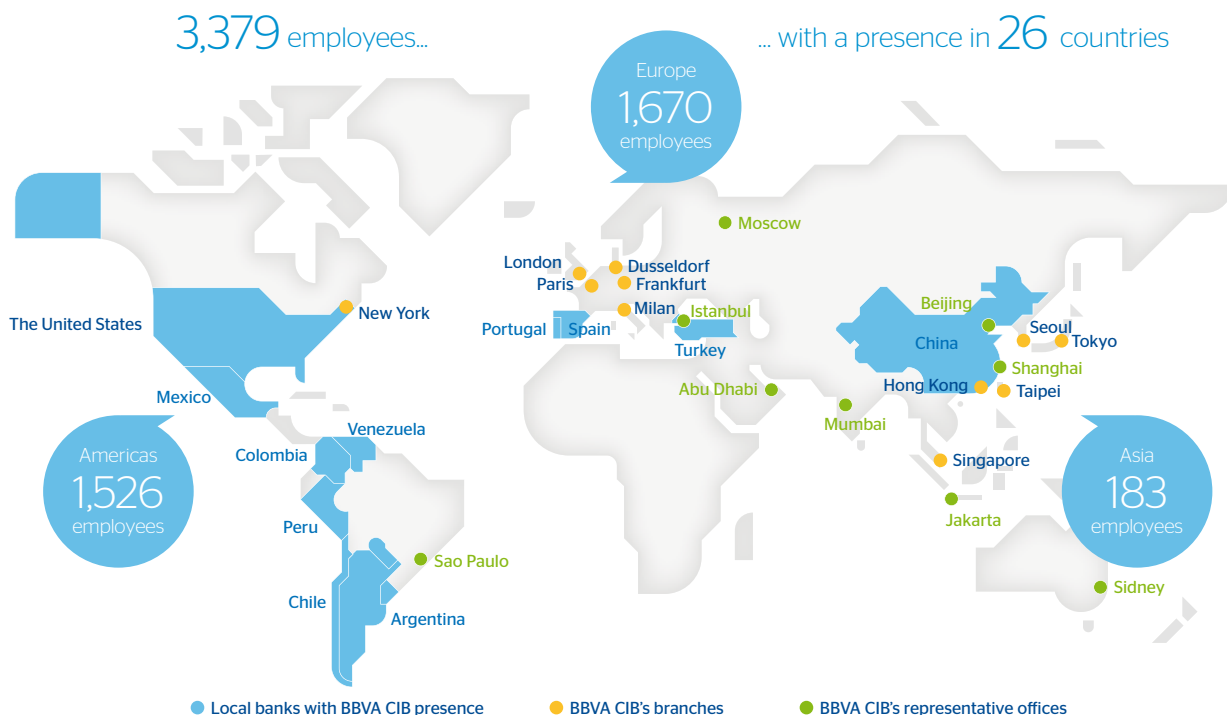 3,379 employees...
... with a presence in 26 countries
Europe
1,670
employees
Moscow
London
Dusseldorf
Paris
Frankfurt
New York
Milan
Istanbul
The United States
Portugal
Spain
Turkey
Beijing
Seoul
Tokyo
China
Shanghai
Mexico
Abu Dhabi
Hong Kong
Taipei
Mumbai
Venezuela
Colombia
Americas
1,526
employees
Singapore
Asia
183
employees
Jakarta
Peru
Sao Paulo
Sidney
Chile
Argentina
Local banks with BBVA CIB presence
BBVA CIB's branches
BBVA CIB's representative offices